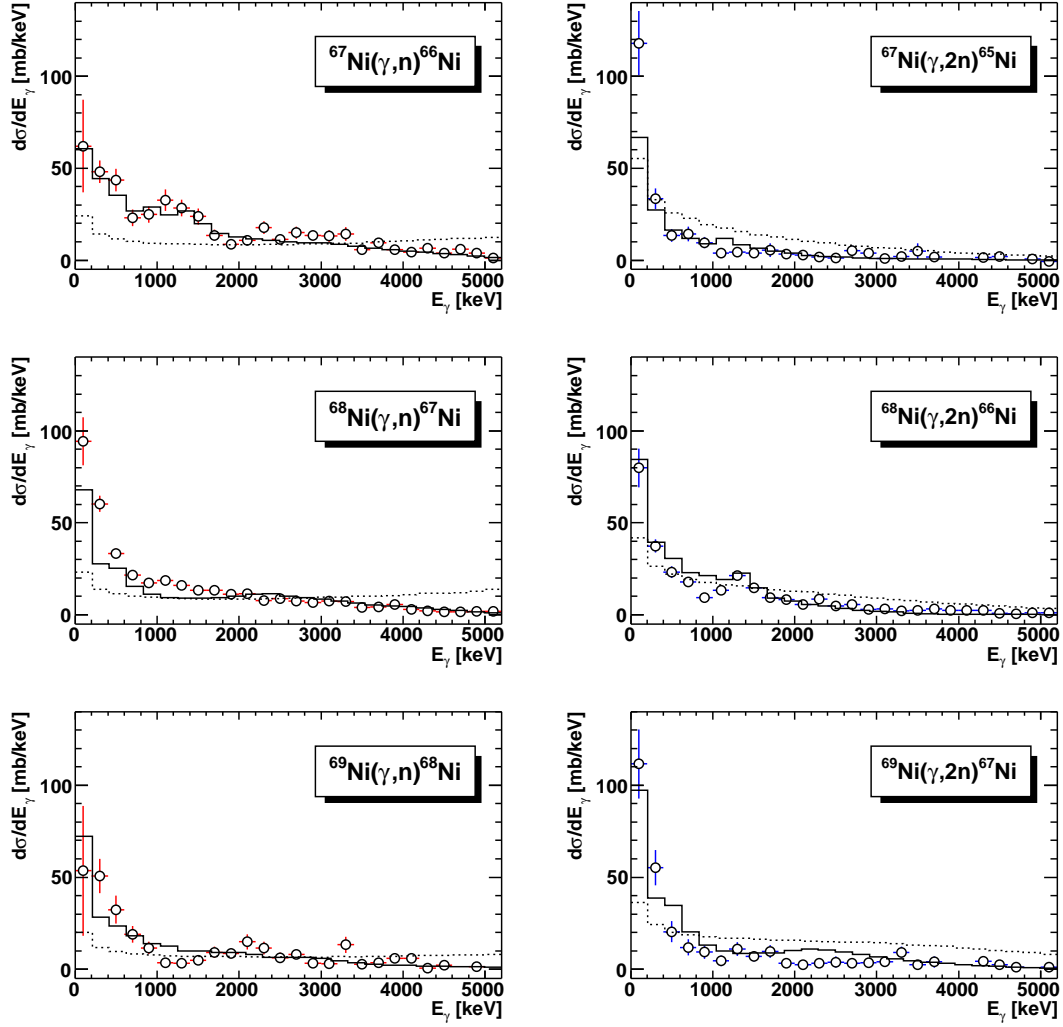 dσ/dE_γ [mb/keV]
100
50
0
⁶⁷Ni(γ,n)⁶⁶Ni
0 1000 2000 3000 4000 5000
E_γ [keV]
dσ/dE_γ [mb/keV]
100
50
0
⁶⁷Ni(γ,2n)⁶⁵Ni
0 1000 2000 3000 4000 5000
E_γ [keV]
dσ/dE_γ [mb/keV]
100
50
0
⁶⁸Ni(γ,n)⁶⁷Ni
0 1000 2000 3000 4000 5000
E_γ [keV]
dσ/dE_γ [mb/keV]
100
50
0
⁶⁸Ni(γ,2n)⁶⁶Ni
0 1000 2000 3000 4000 5000
E_γ [keV]
dσ/dE_γ [mb/keV]
100
50
0
⁶⁹Ni(γ,n)⁶⁸Ni
0 1000 2000 3000 4000 5000
E_γ [keV]
dσ/dE_γ [mb/keV]
100
50
0
⁶⁹Ni(γ,2n)⁶⁷Ni
0 1000 2000 3000 4000 5000
E_γ [keV]